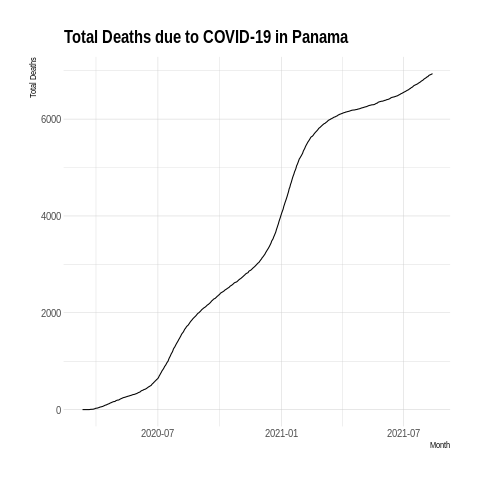 Total Deaths due to COVID-19 in Panama
Total Deaths
6000
4000
2000
0
2020-07
2021-01
2021-07
Month